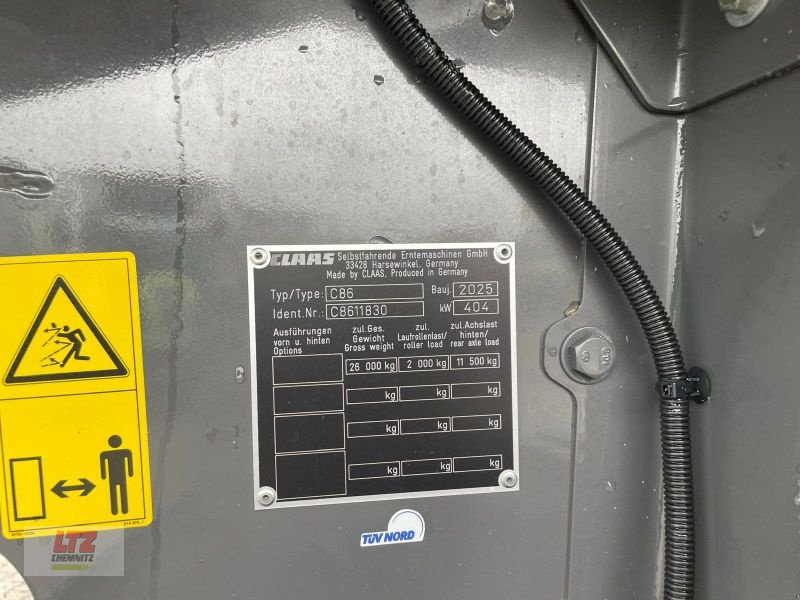 CLAAS Selbstfahrende Erntemaschinen GmbH
33428 Harsewinkel, Germany
Made by CLAAS, Produced in Germany
Typ/Type: C86 Bauj. 2025
Ident.Nr.: C8611830 kW 404
Ausführungen vorn u. hinten Options
zul.Ges. Gewicht Gross weight
zul. Laufrollenlast/ roller load
zul.Achslast hinten/ rear axle load
26 000 kg 2 000 kg 11 500 kg
kg kg kg
kg kg kg
kg kg kg
TÜV NORD
LTZ
CHEMNITZ